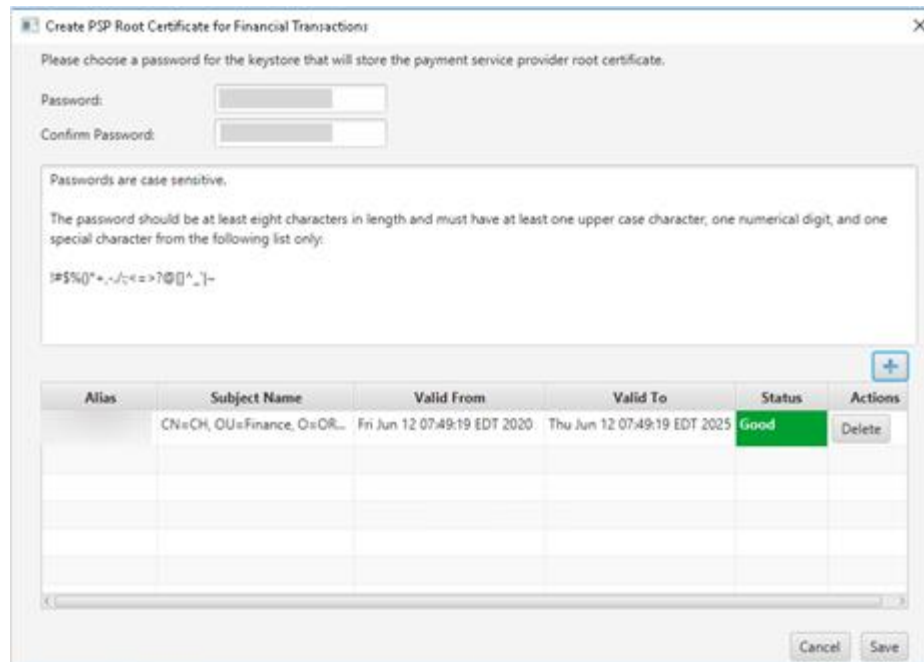 Create PSP Root Certificate for Financial Transactions
Please choose a password for the keystore that will store the payment service provider root certificate.
Password:
Confirm Password:
Passwords are case sensitive.
The password should be at least eight characters in length and must have at least one upper case character, one numerical digit, and one
special character from the following list only:
Alias Subject Name Valid From Valid To Status Actions
CN=CH, OU=Finance, O=OR... Fri Jun 12 07:49:19 EDT 2020 Thu Jun 12 07:49:19 EDT 2025 Good Delete
Cancel Save